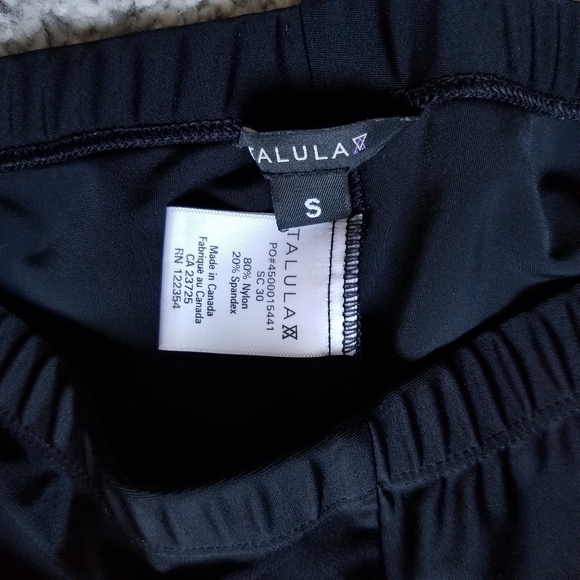 TALULA
S
TALULA
PO#4500015441
SC 30
80% Nylon
20% Spandex
Made in Canada
Fabriqué au Canada
CA 23725
RN 122354